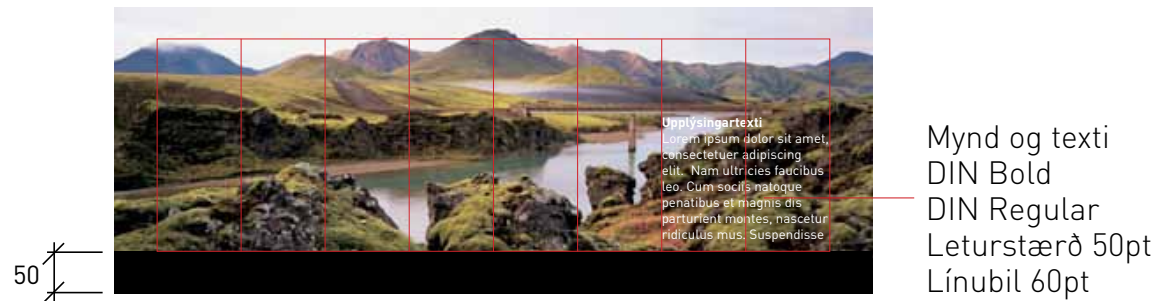 Upplýsingartexti
Lorem ipsum dolor sit amet,
consectetuer adipiscing
elit. Nam ultricies faucibus
leo. Cum sociis natoque
penatibus et magnis dis
parturient montes, nascetur
ridiculus mus. Suspendisse
Mynd og texti
DIN Bold
DIN Regular
Leturstærð 50pt
Línubil 60pt
50